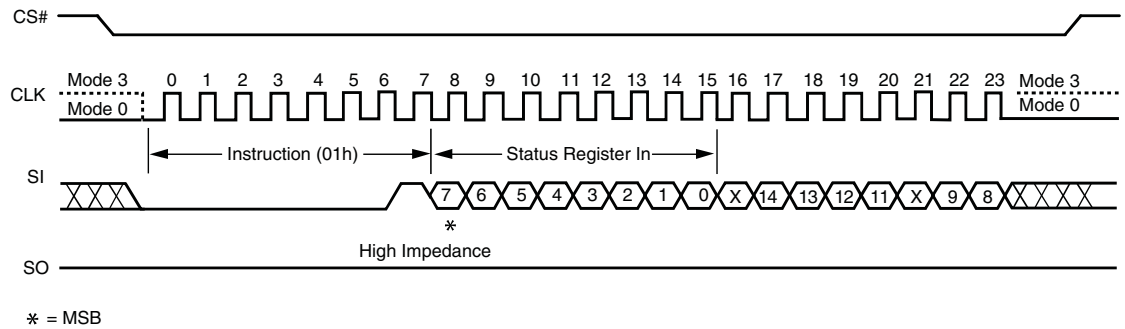 CS#
Mode 3 0 1 2 3 4 5 6 7 8 9 10 11 12 13 14 15 16 17 18 19 20 21 22 23 Mode 3
CLK
Mode 0 Mode 0
Instruction (01h) Status Register In
SI
7 6 5 4 3 2 1 0 X 14 13 12 11 X 9 8
*
High Impedance
SO
* = MSB